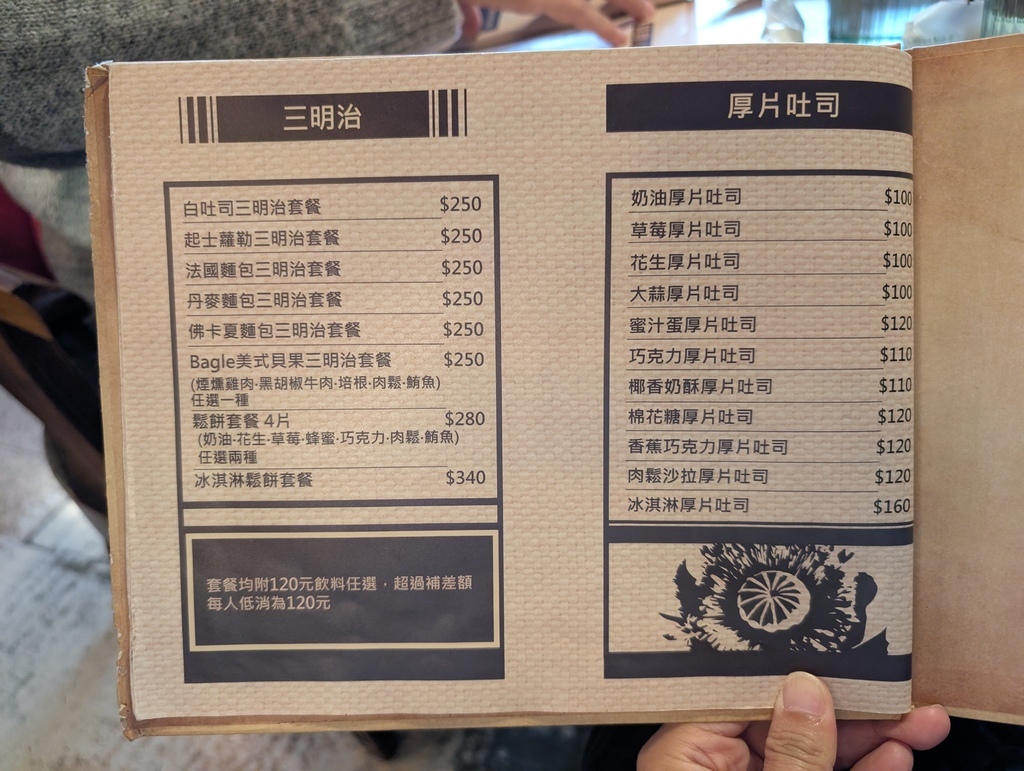 三明治
白吐司三明治套餐 $250
起士蘿勒三明治套餐 $250
法國麵包三明治套餐 $250
丹麥麵包三明治套餐 $250
佛卡夏麵包三明治套餐 $250
Bagle美式貝果三明治套餐 $250
(煙燻雞肉·黑胡椒牛肉·培根·肉鬆·鮪魚)
任選一種
鬆餅套餐 4片 $280
(奶油·花生·草莓·蜂蜜·巧克力·肉鬆·鮪魚)
任選兩種
冰淇淋鬆餅套餐 $340
套餐均附120元飲料任選，超過補差額
每人低消為120元
厚片吐司
奶油厚片吐司 $100
草莓厚片吐司 $100
花生厚片吐司 $100
大蒜厚片吐司 $100
蜜汁蛋厚片吐司 $120
巧克力厚片吐司 $110
椰香奶酥厚片吐司 $110
棉花糖厚片吐司 $120
香蕉巧克力厚片吐司 $120
肉鬆沙拉厚片吐司 $120
冰淇淋厚片吐司 $160